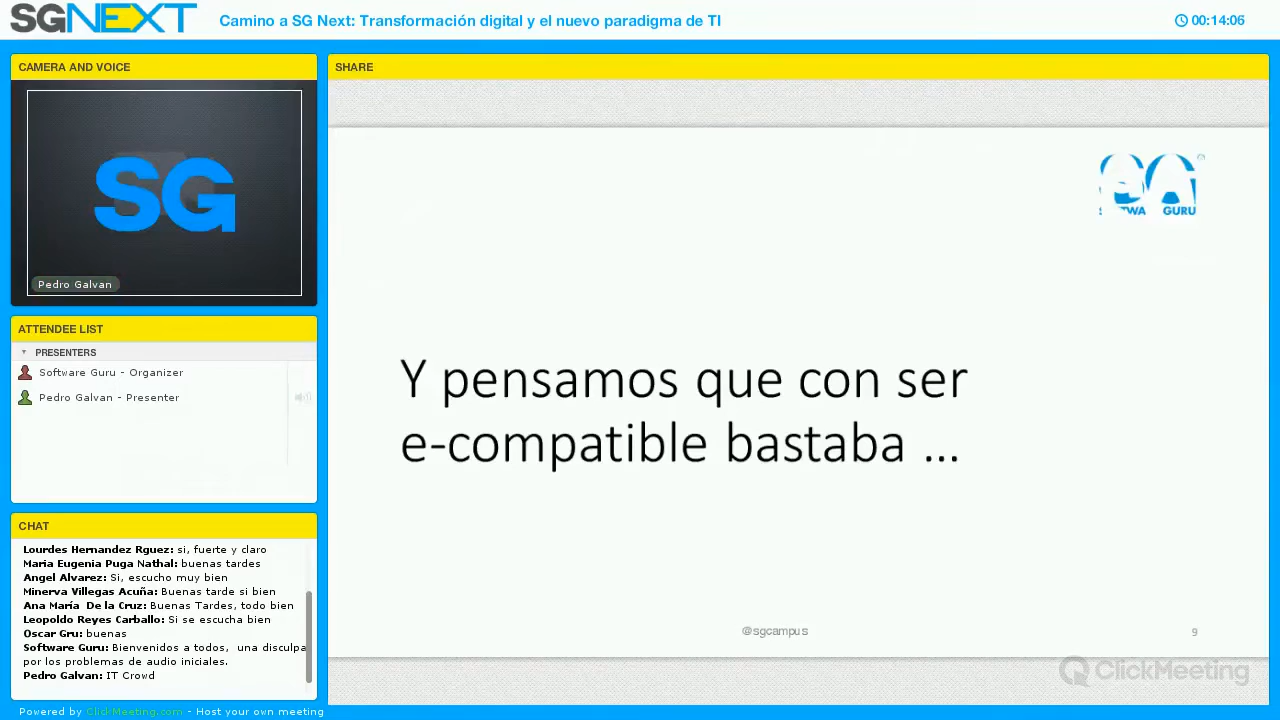 SGNEXT
Camino a SG Next: Transformación digital y el nuevo paradigma de TI
00:14:06
CAMERA AND VOICE
SG
Pedro Galvan
ATTENDEE LIST
PRESENTERS
Software Guru - Organizer
Pedro Galvan - Presenter
CHAT
Lourdes Hernandez Rguez: si, fuerte y claro
Maria Eugenia Puga Nathal: buenas tardes
Angel Alvarez: Si, escucho muy bien
Minerva Villegas Acuña: Buenas tarde si bien
Ana María De la Cruz: Buenas Tardes, todo bien
Leopoldo Reyes Carballo: Si se escucha bien
Oscar Gru: buenas
Software Guru: Bienvenidos a todos, una disculpa
por los problemas de audio iniciales.
Pedro Galvan: IT Crowd
Powered by ClickMeeting.com - Host your own meeting
SHARE
GURU
Y pensamos que con ser
e-compatible bastaba ...
@sgcampus
9
ClickMeeting